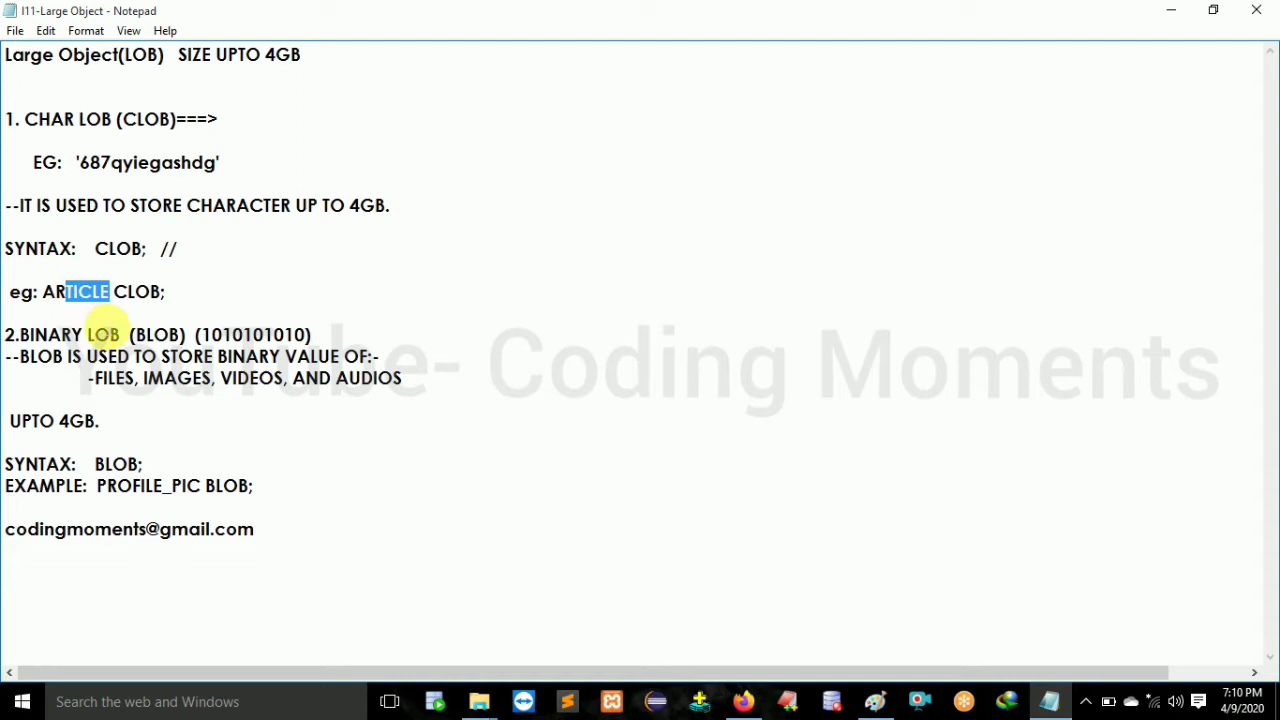 I11-Large Object - Notepad
File Edit Format View Help
Large Object(LOB) SIZE UPTO 4GB
1. CHAR LOB (CLOB)===>
EG: '687qyiegashdg'
--IT IS USED TO STORE CHARACTER UP TO 4GB.
SYNTAX: CLOB; //
eg: ARTICLE CLOB;
2.BINARY LOB (BLOB) (1010101010)
--BLOB IS USED TO STORE BINARY VALUE OF:-
-FILES, IMAGES, VIDEOS, AND AUDIOS
YouTube- Coding Moments
UPTO 4GB.
SYNTAX: BLOB;
EXAMPLE: PROFILE_PIC BLOB;
codingmoments@gmail.com
Search the web and Windows
7:10 PM
4/9/2020